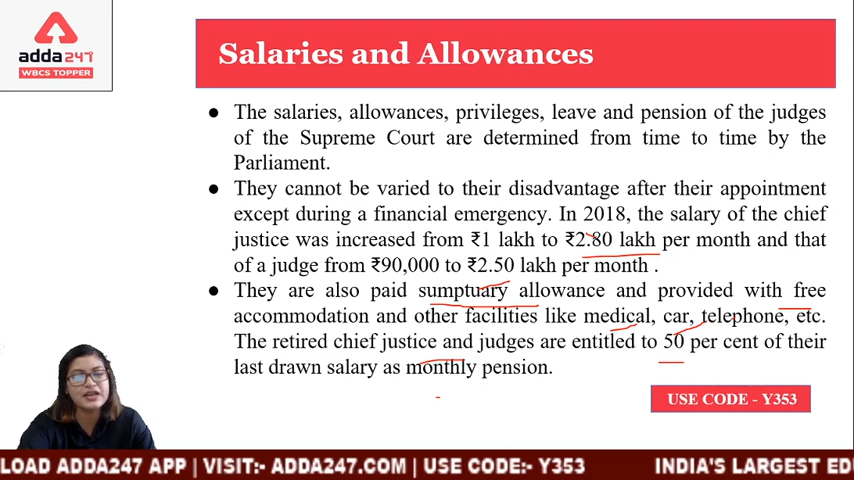 adda247
WBCS TOPPER
Salaries and Allowances
● The salaries, allowances, privileges, leave and pension of the judges
of the Supreme Court are determined from time to time by the
Parliament.
● They cannot be varied to their disadvantage after their appointment
except during a financial emergency. In 2018, the salary of the chief
justice was increased from ₹1 lakh to ₹2.80 lakh per month and that
of a judge from ₹90,000 to ₹2.50 lakh per month .
● They are also paid sumptuary allowance and provided with free
accommodation and other facilities like medical, car, telephone, etc.
The retired chief justice and judges are entitled to 50 per cent of their
last drawn salary as monthly pension.
USE CODE - Y353
LOAD ADDA247 APP | VISIT:- ADDA247.COM | USE CODE:- Y353 INDIA'S LARGEST EDU